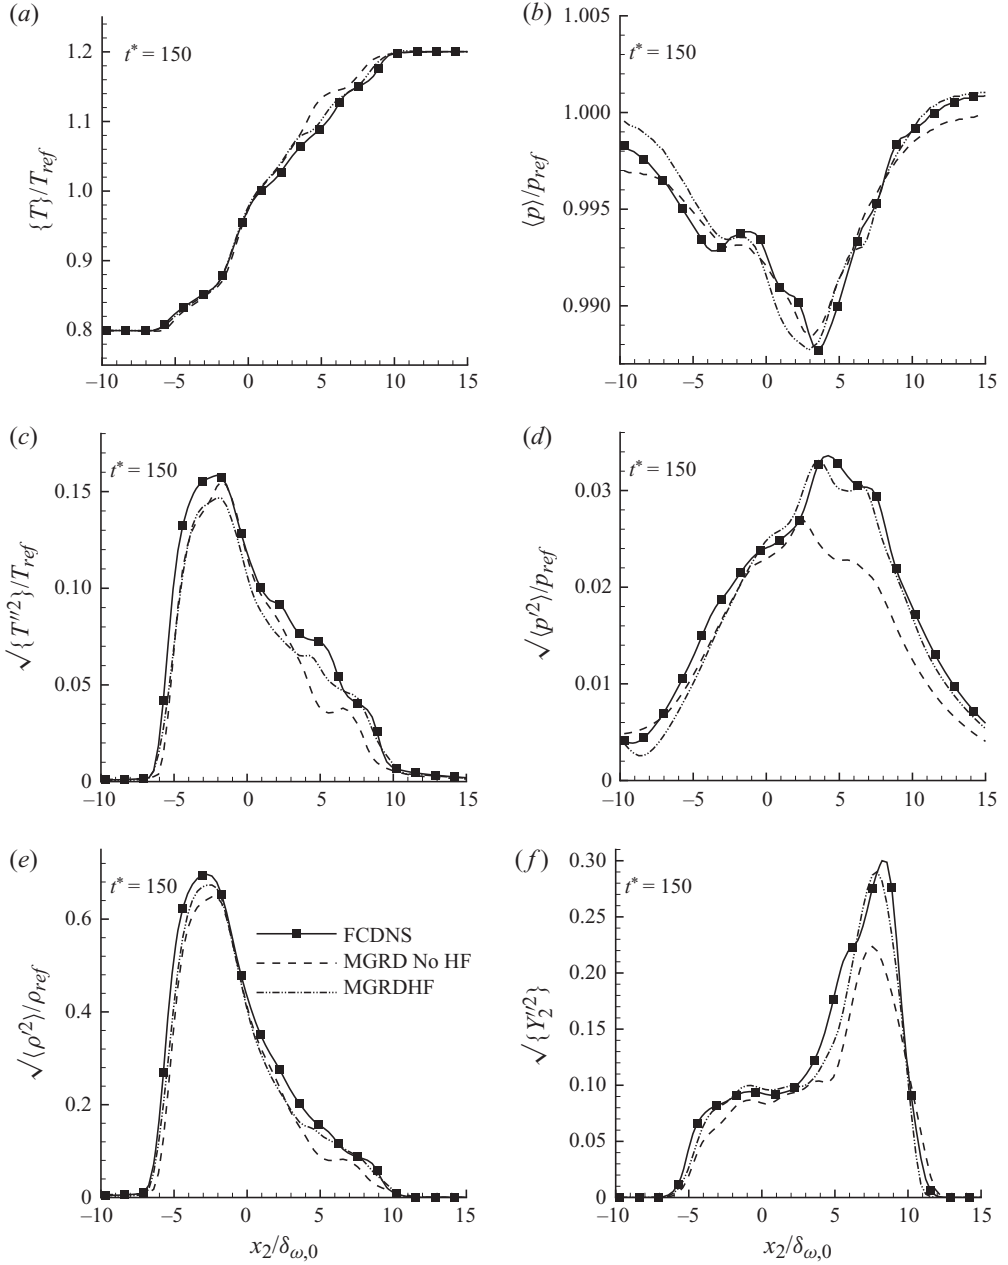 (a)
t* = 150
{T}/T_ref
1.2
1.1
1.0
0.9
0.8
–10 –5 0 5 10 15
(b)
t* = 150
⟨p⟩/p_ref
1.005
1.000
0.995
0.990
–10 –5 0 5 10 15
(c)
t* = 150
√{T″²}/T_ref
0.15
0.10
0.05
0
–10 –5 0 5 10 15
(d)
t* = 150
√⟨p′²⟩/p_ref
0.03
0.02
0.01
0
–10 –5 0 5 10 15
(e)
t* = 150
√⟨ρ′²⟩/ρ_ref
0.6
0.4
0.2
0
FCDNS
MGRD No HF
MGRDHF
–10 –5 0 5 10 15
x₂/δ_ω,0
(f)
t* = 150
√{Y₂″²}
0.30
0.25
0.20
0.15
0.10
0.05
0
–10 –5 0 5 10 15
x₂/δ_ω,0